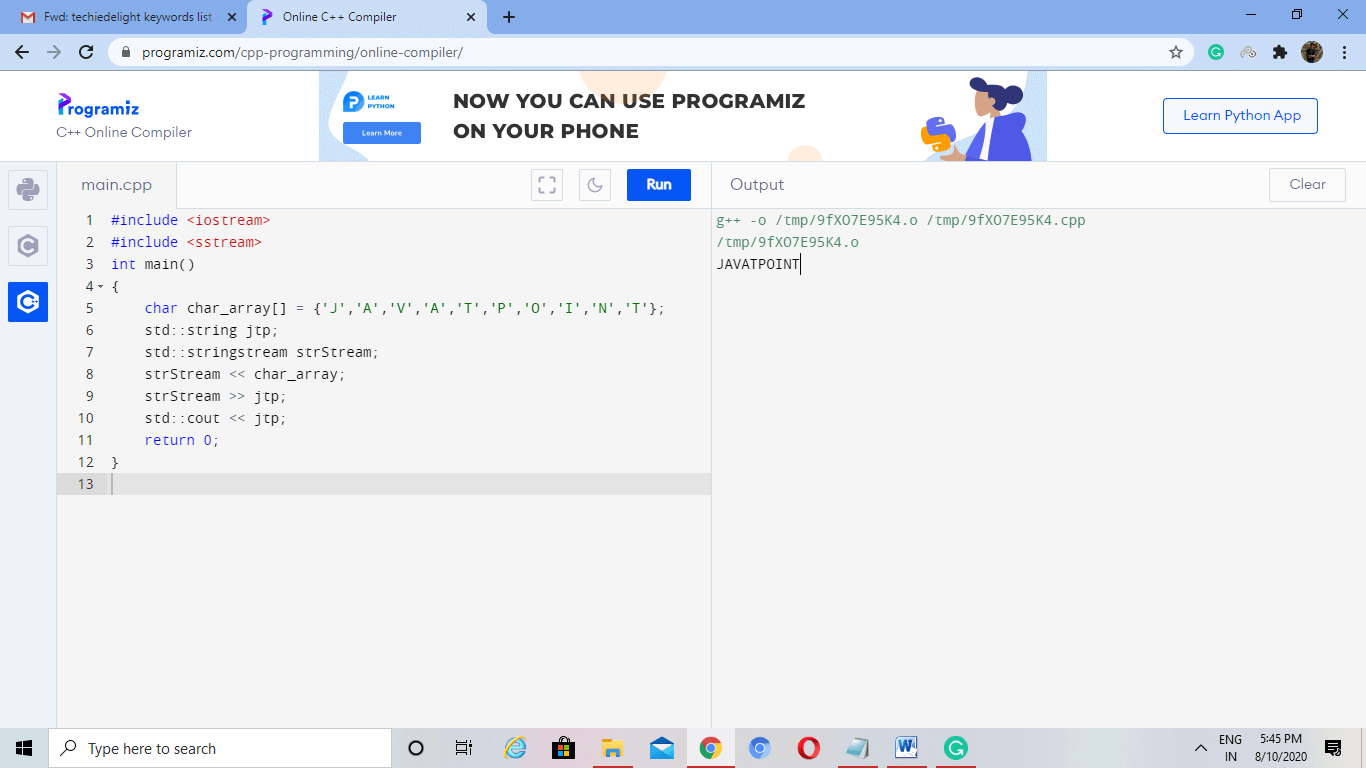 Fwd: techiedelight keywords list
Online C++ Compiler
programiz.com/cpp-programming/online-compiler/
Programiz
C++ Online Compiler
LEARN
PYTHON
Learn More
NOW YOU CAN USE PROGRAMIZ
ON YOUR PHONE
Learn Python App
main.cpp
Run
Output
Clear
1 #include <iostream>
2 #include <sstream>
3 int main()
4 {
5 char char_array[] = {'J','A','V','A','T','P','O','I','N','T'};
6 std::string jtp;
7 std::stringstream strStream;
8 strStream << char_array;
9 strStream >> jtp;
10 std::cout << jtp;
11 return 0;
12 }
13
g++ -o /tmp/9fXO7E95K4.o /tmp/9fXO7E95K4.cpp
/tmp/9fXO7E95K4.o
JAVATPOINT
Type here to search
ENG
IN
5:45 PM
8/10/2020